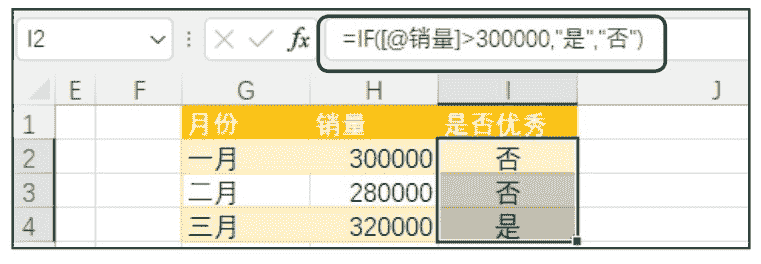 I2 fx =IF([@销量]>300000,"是","否")
E F G H I J
1 月份 销量 是否优秀
2 一月 300000 否
3 二月 280000 否
4 三月 320000 是